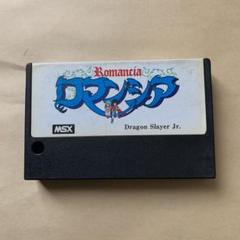 Romancia
ロマンシア
MSX
Dragon Slayer Jr.